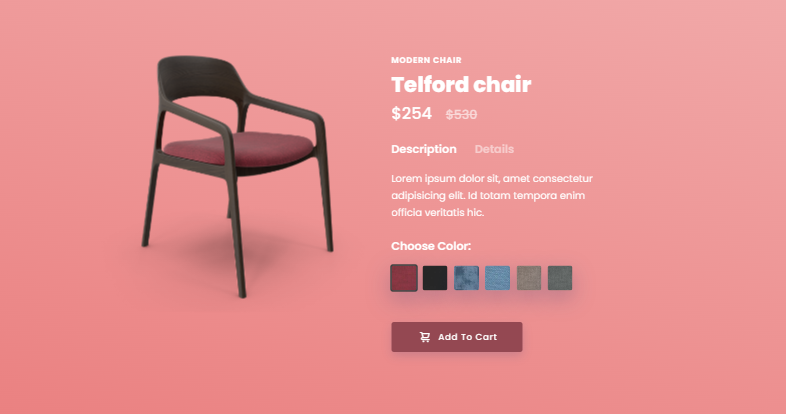 MODERN CHAIR
Telford chair
$254 $530
Description Details
Lorem ipsum dolor sit, amet consectetur
adipisicing elit. Id totam tempora enim
officia veritatis hic.
Choose Color:
Add To Cart